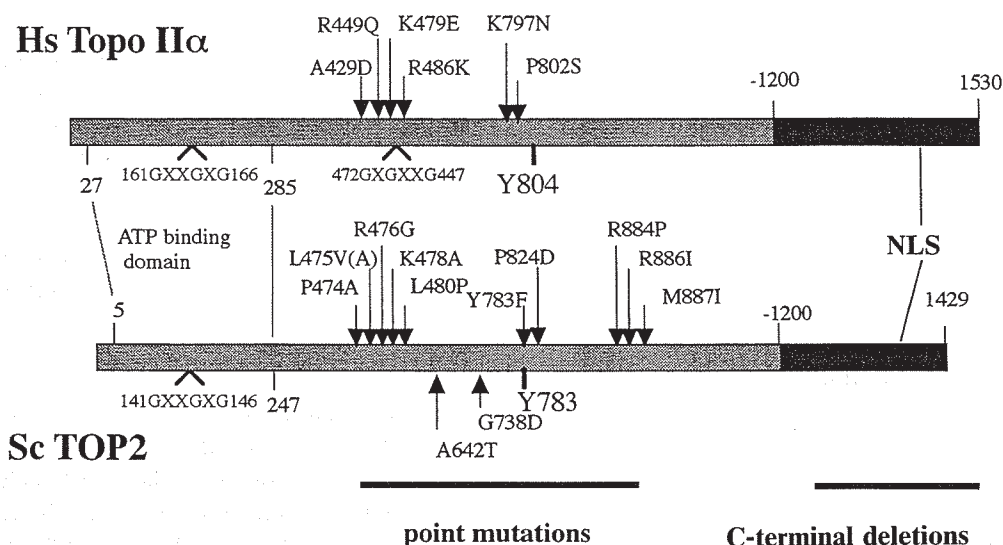 Hs Topo IIα
R449Q K479E K797N
A429D R486K P802S
-1200 1530
27 161GXXGXG166 285 472GXGXXG447 Y804
ATP binding
domain
NLS
R476G R884P
L475V(A) K478A P824D R886I
P474A L480P Y783F M887I
5 -1200 1429
141GXXGXG146 247 Y783
G738D
Sc TOP2 A642T
point mutations C-terminal deletions